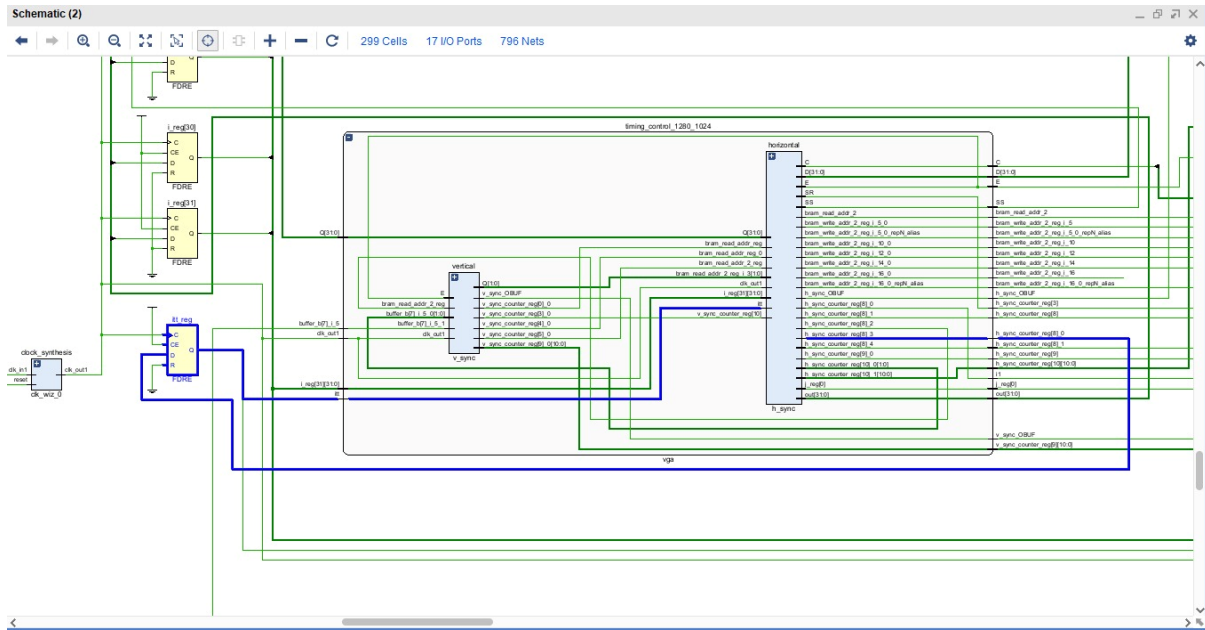 Schematic (2)
299 Cells
17 I/O Ports
796 Nets
D
Q
R
FDRE
i_reg[30]
C
CE
D
Q
R
FDRE
i_reg[31]
C
CE
D
Q
R
FDRE
C
CE
D
Q
R
FDRE
clock_synthesis
clk_in1
reset
clk_out1
clk_wiz_0
timing_control_1280_1024
Q[31:0]
buffer_b[7]_i_5
clk_out1
i_reg[31][31:0]
vertical
E
bram_read_addr_2_reg
buffer_b[7]_i_5_0[1:0]
buffer_b[7]_i_5_1
clk_out1
Q[1:0]
v_sync_OBUF
v_sync_counter_reg[0]_0
v_sync_counter_reg[3]_0
v_sync_counter_reg[4]_0
v_sync_counter_reg[5]_0
v_sync_counter_reg[9]_0[10:0]
v_sync
horizontal
Q[31:0]
bram_read_addr_reg
bram_read_addr_reg_0
bram_read_addr_2_reg
bram_read_addr_2_reg_i_3[1:0]
clk_out1
i_reg[31][31:0]
v_sync_counter_reg[10]
C
D[31:0]
E
SR
SS
bram_read_addr_2
bram_write_addr_2_reg_i_5_0
bram_write_addr_2_reg_i_5_0_repN_alias
bram_write_addr_2_reg_i_10_0
bram_write_addr_2_reg_i_12_0
bram_write_addr_2_reg_i_14_0
bram_write_addr_2_reg_i_16_0
bram_write_addr_2_reg_i_16_0_repN_alias
h_sync_OBUF
h_sync_counter_reg[8]_0
h_sync_counter_reg[8]_1
h_sync_counter_reg[8]_2
h_sync_counter_reg[8]_3
h_sync_counter_reg[8]_4
h_sync_counter_reg[9]_0
h_sync_counter_reg[10]_0[1:0]
h_sync_counter_reg[10]_1[10:0]
j_reg[0]
out[31:0]
h_sync
C
D[31:0]
E
SS
bram_read_addr_2
bram_write_addr_2_reg_i_5
bram_write_addr_2_reg_i_5_0_repN_alias
bram_write_addr_2_reg_i_10
bram_write_addr_2_reg_i_12
bram_write_addr_2_reg_i_14
bram_write_addr_2_reg_i_16
bram_write_addr_2_reg_i_16_0_repN_alias
h_sync_OBUF
h_sync_counter_reg[3]
h_sync_counter_reg[8]
h_sync_counter_reg[8]_0
h_sync_counter_reg[8]_1
h_sync_counter_reg[9]
h_sync_counter_reg[10][10:0]
j_reg[0]
out[31:0]
v_sync_OBUF
v_sync_counter_reg[9][10:0]
vga